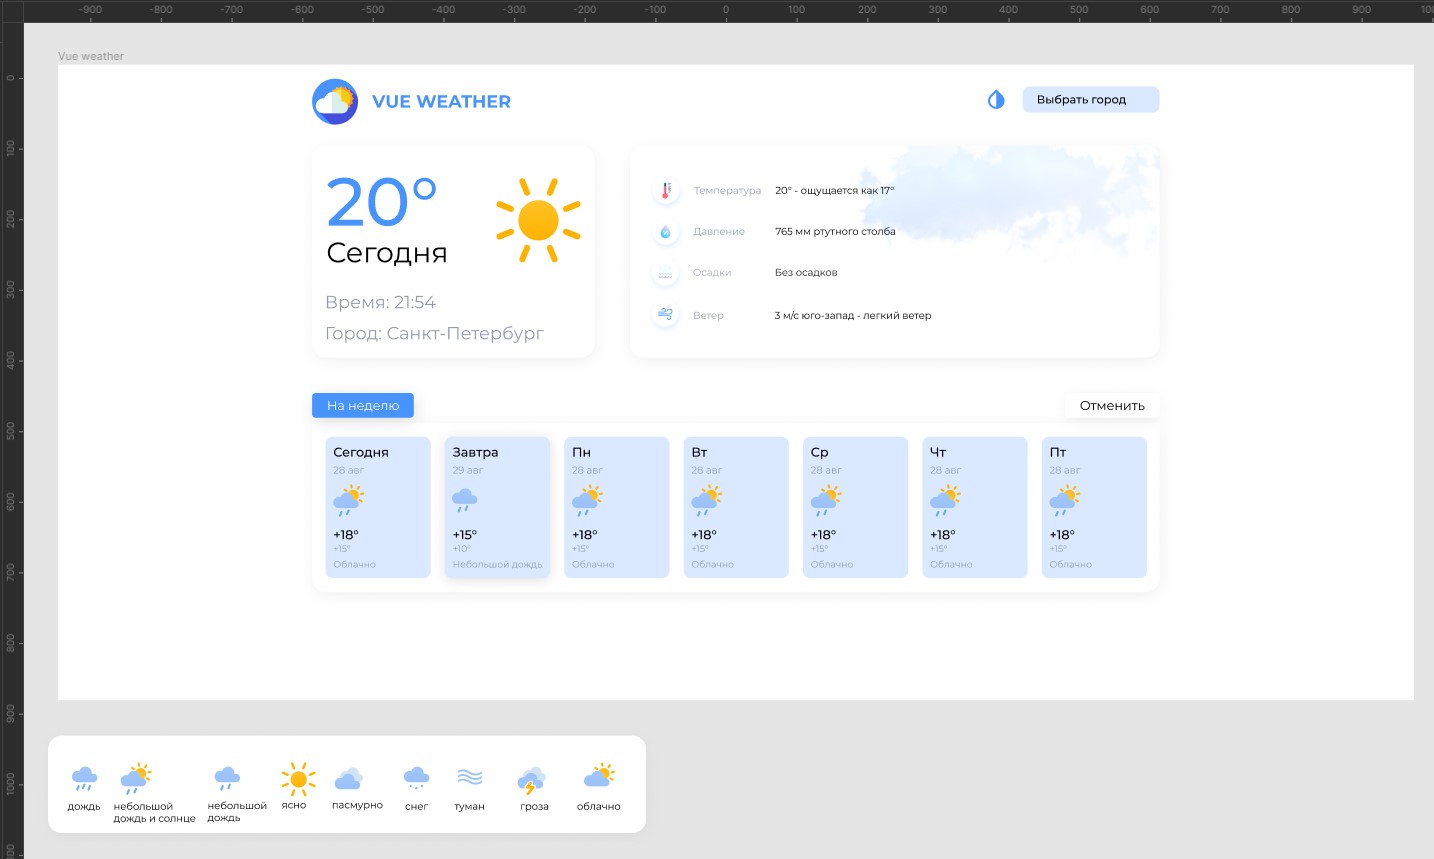 -900 -800 -700 -600 -500 -400 -300 -200 -100 0 100 200 300 400 500 600 700 800 900
Vue weather
VUE WEATHER
Выбрать город
20°
Сегодня
Время: 21:54
Город: Санкт-Петербург
Температура 20° - ощущается как 17°
Давление 765 мм ртутного столба
Осадки Без осадков
Ветер 3 м/с юго-запад - легкий ветер
На неделю
Отменить
Сегодня Завтра Пн Вт Ср Чт Пт
28 авг 29 авг 28 авг 28 авг 28 авг 28 авг 28 авг
+18° +15° +18° +18° +18° +18° +18°
+15° +10° +15° +15° +15° +15° +15°
Облачно Небольшой дождь Облачно Облачно Облачно Облачно Облачно
дождь
небольшой
дождь и солнце
небольшой
дождь
ясно
пасмурно
снег
туман
гроза
облачно
0
100
200
300
400
500
600
700
800
900
1000